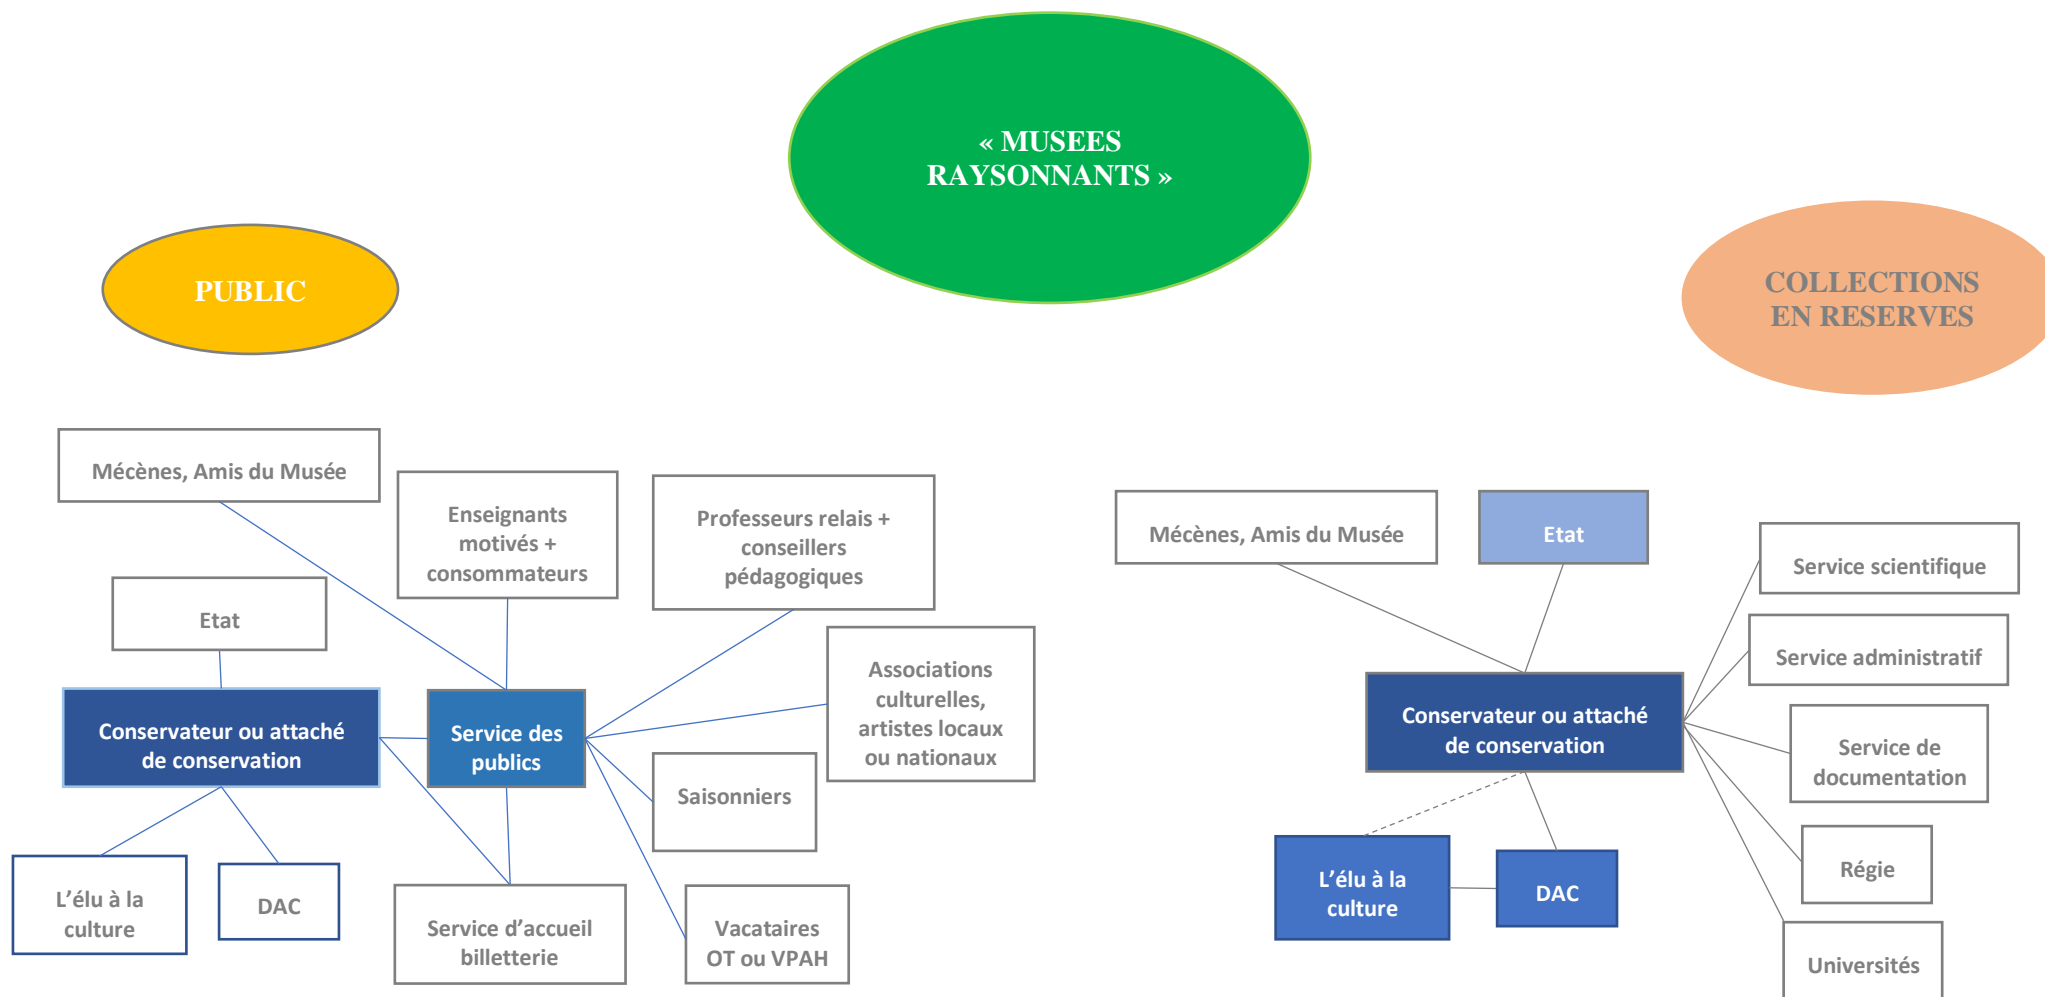 « MUSEES
RAYSONNANTS »
PUBLIC
COLLECTIONS
EN RESERVES
Mécènes, Amis du Musée
Enseignants
motivés +
consommateurs
Professeurs relais +
conseillers
pédagogiques
Etat
Associations
culturelles,
artistes locaux
ou nationaux
Conservateur ou attaché
de conservation
Service des
publics
Saisonniers
L’élu à la
culture
DAC
Service d’accueil
billetterie
Vacataires
OT ou VPAH
Mécènes, Amis du Musée
Etat
Service scientifique
Service administratif
Conservateur ou attaché
de conservation
Service de
documentation
L’élu à la
culture
DAC
Régie
Universités